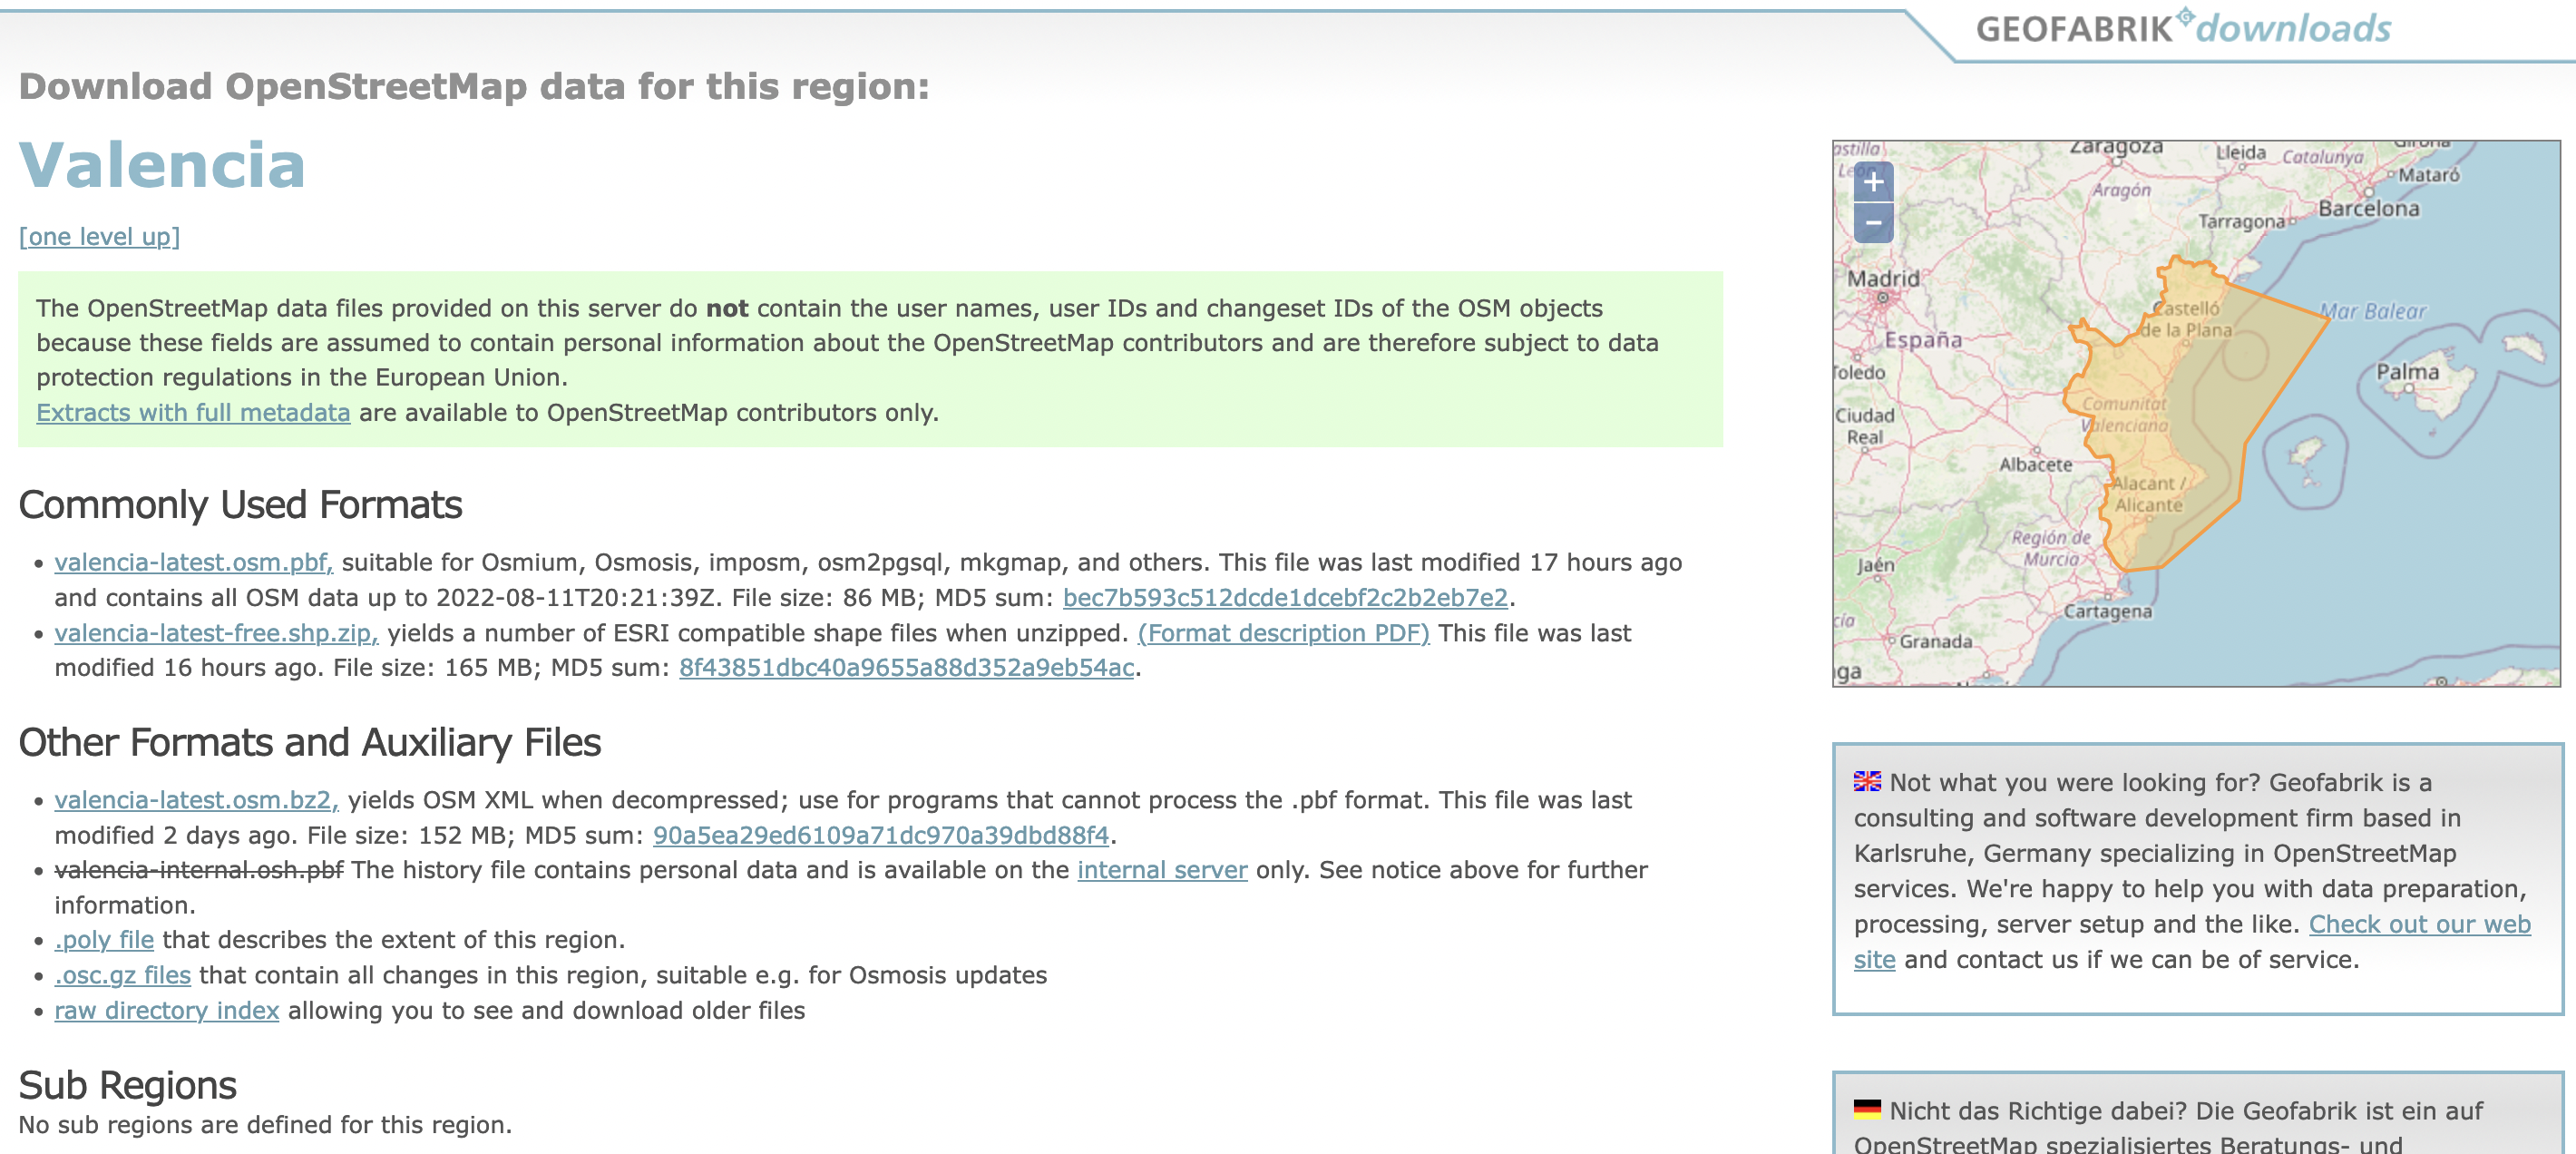 GEOFABRIK downloads
Download OpenStreetMap data for this region:
Valencia
[one level up]
The OpenStreetMap data files provided on this server do not contain the user names, user IDs and changeset IDs of the OSM objects
because these fields are assumed to contain personal information about the OpenStreetMap contributors and are therefore subject to data
protection regulations in the European Union.
Extracts with full metadata are available to OpenStreetMap contributors only.
Commonly Used Formats
• valencia-latest.osm.pbf, suitable for Osmium, Osmosis, imposm, osm2pgsql, mkgmap, and others. This file was last modified 17 hours ago
and contains all OSM data up to 2022-08-11T20:21:39Z. File size: 86 MB; MD5 sum: bec7b593c512dcde1dcebf2c2b2eb7e2.
• valencia-latest-free.shp.zip, yields a number of ESRI compatible shape files when unzipped. (Format description PDF) This file was last
modified 16 hours ago. File size: 165 MB; MD5 sum: 8f43851dbc40a9655a88d352a9eb54ac.
Other Formats and Auxiliary Files
• valencia-latest.osm.bz2, yields OSM XML when decompressed; use for programs that cannot process the .pbf format. This file was last
modified 2 days ago. File size: 152 MB; MD5 sum: 90a5ea29ed6109a71dc970a39dbd88f4.
• valencia-internal.osh.pbf The history file contains personal data and is available on the internal server only. See notice above for further
information.
• .poly file that describes the extent of this region.
• .osc.gz files that contain all changes in this region, suitable e.g. for Osmosis updates
• raw directory index allowing you to see and download older files
Sub Regions
No sub regions are defined for this region.
+
−
Zaragoza
Lleida
Catalunya
Mataró
Aragón
Barcelona
Tarragona
Madrid
España
Castelló
de la Plana
Mar Balear
Palma
Comunitat
Valenciana
Ciudad
Real
Albacete
Alacant /
Alicante
Región de
Murcia
Jaén
Cartagena
Granada
Not what you were looking for? Geofabrik is a
consulting and software development firm based in
Karlsruhe, Germany specializing in OpenStreetMap
services. We're happy to help you with data preparation,
processing, server setup and the like. Check out our web
site and contact us if we can be of service.
Nicht das Richtige dabei? Die Geofabrik ist ein auf
OpenStreetMap spezialisiertes Beratungs- und